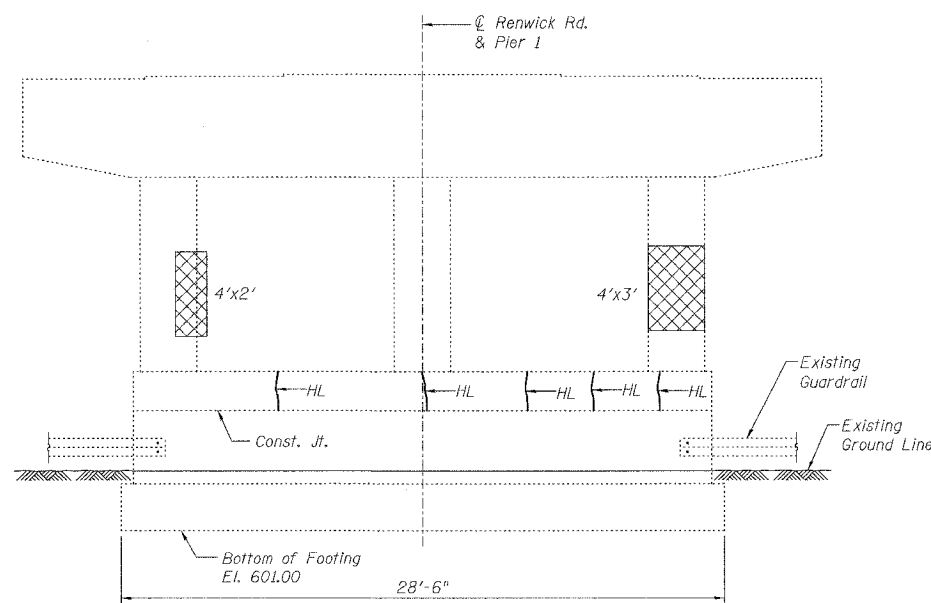 ℄ Renwick Rd.
& Pier 1
4'x2'
4'x3'
HL
HL
HL
HL
HL
Existing
Guardrail
Const. Jt.
Existing
Ground Line
Bottom of Footing
El. 601.00
28'-6"